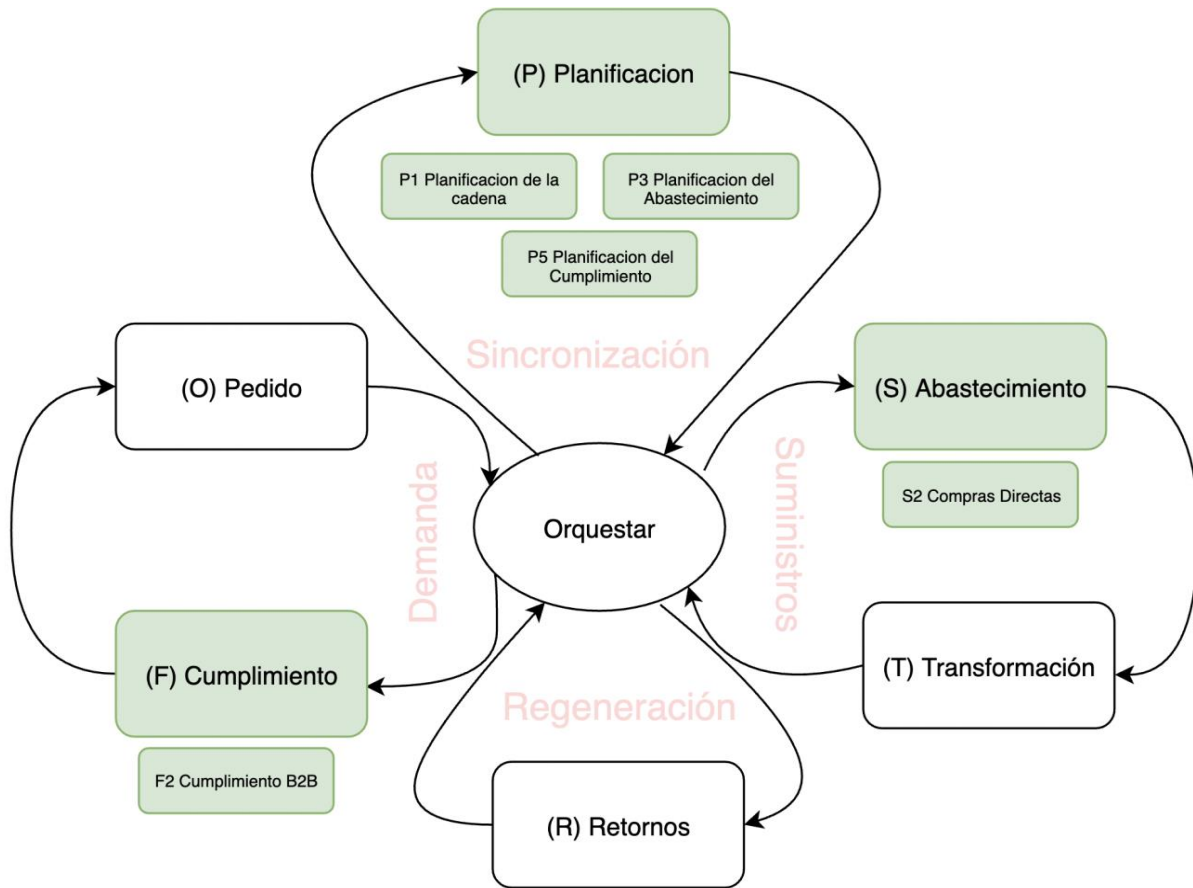 (P) Planificacion
P1 Planificacion de la
cadena
P3 Planificacion del
Abastecimiento
P5 Planificacion del
Cumplimiento
Sincronización
(O) Pedido
(S) Abastecimiento
S2 Compras Directas
Demanda
Orquestar
Suministros
(F) Cumplimiento
F2 Cumplimiento B2B
(T) Transformación
Regeneración
(R) Retornos